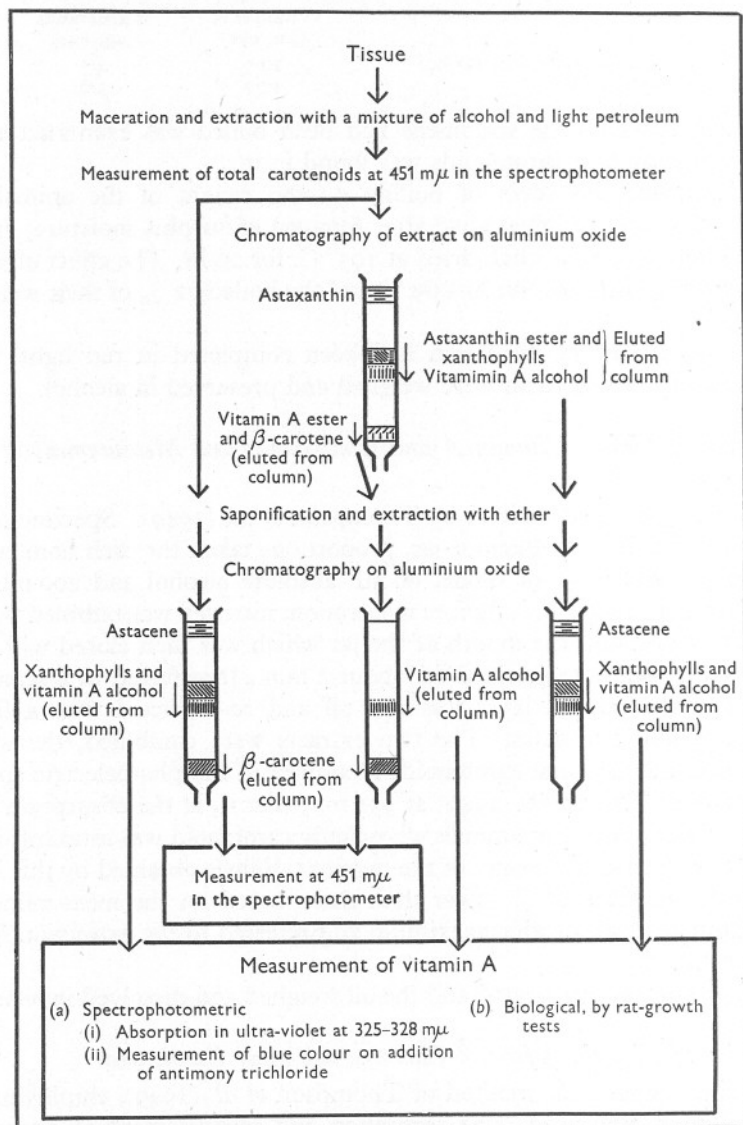 Tissue
Maceration and extraction with a mixture of alcohol and light petroleum
Measurement of total carotenoids at 451 mμ in the spectrophotometer
Chromatography of extract on aluminium oxide
Astaxanthin
Astaxanthin ester and
xanthophylls
Vitamimin A alcohol
Eluted
from
column
Vitamin A ester
and β-carotene
(eluted from
column)
Saponification and extraction with ether
Chromatography on aluminium oxide
Astacene
Xanthophylls and
vitamin A alcohol
(eluted from column)
Vitamin A alcohol
(eluted from
column)
Astacene
Xanthophylls and
vitamin A alcohol
(eluted from
column)
β-carotene
(eluted from
column)
Measurement at 451 mμ
in the spectrophotometer
Measurement of vitamin A
(a) Spectrophotometric
(i) Absorption in ultra-violet at 325–328 mμ
(ii) Measurement of blue colour on addition
of antimony trichloride
(b) Biological, by rat-growth
tests